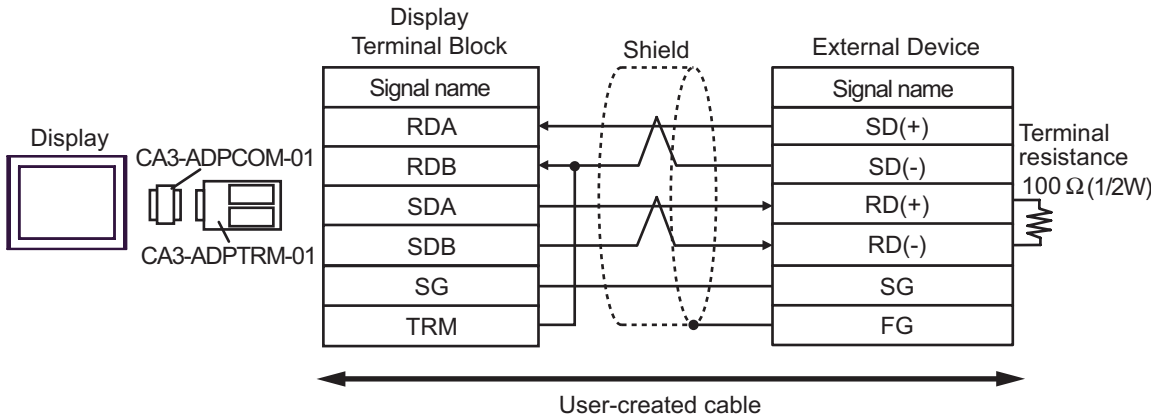 Display
Terminal Block
Shield
External Device
Signal name
Signal name
RDA
SD(+)
RDB
SD(-)
SDA
RD(+)
SDB
RD(-)
SG
SG
TRM
FG
Display
CA3-ADPCOM-01
CA3-ADPTRM-01
Terminal
resistance
100 Ω (1/2W)
User-created cable